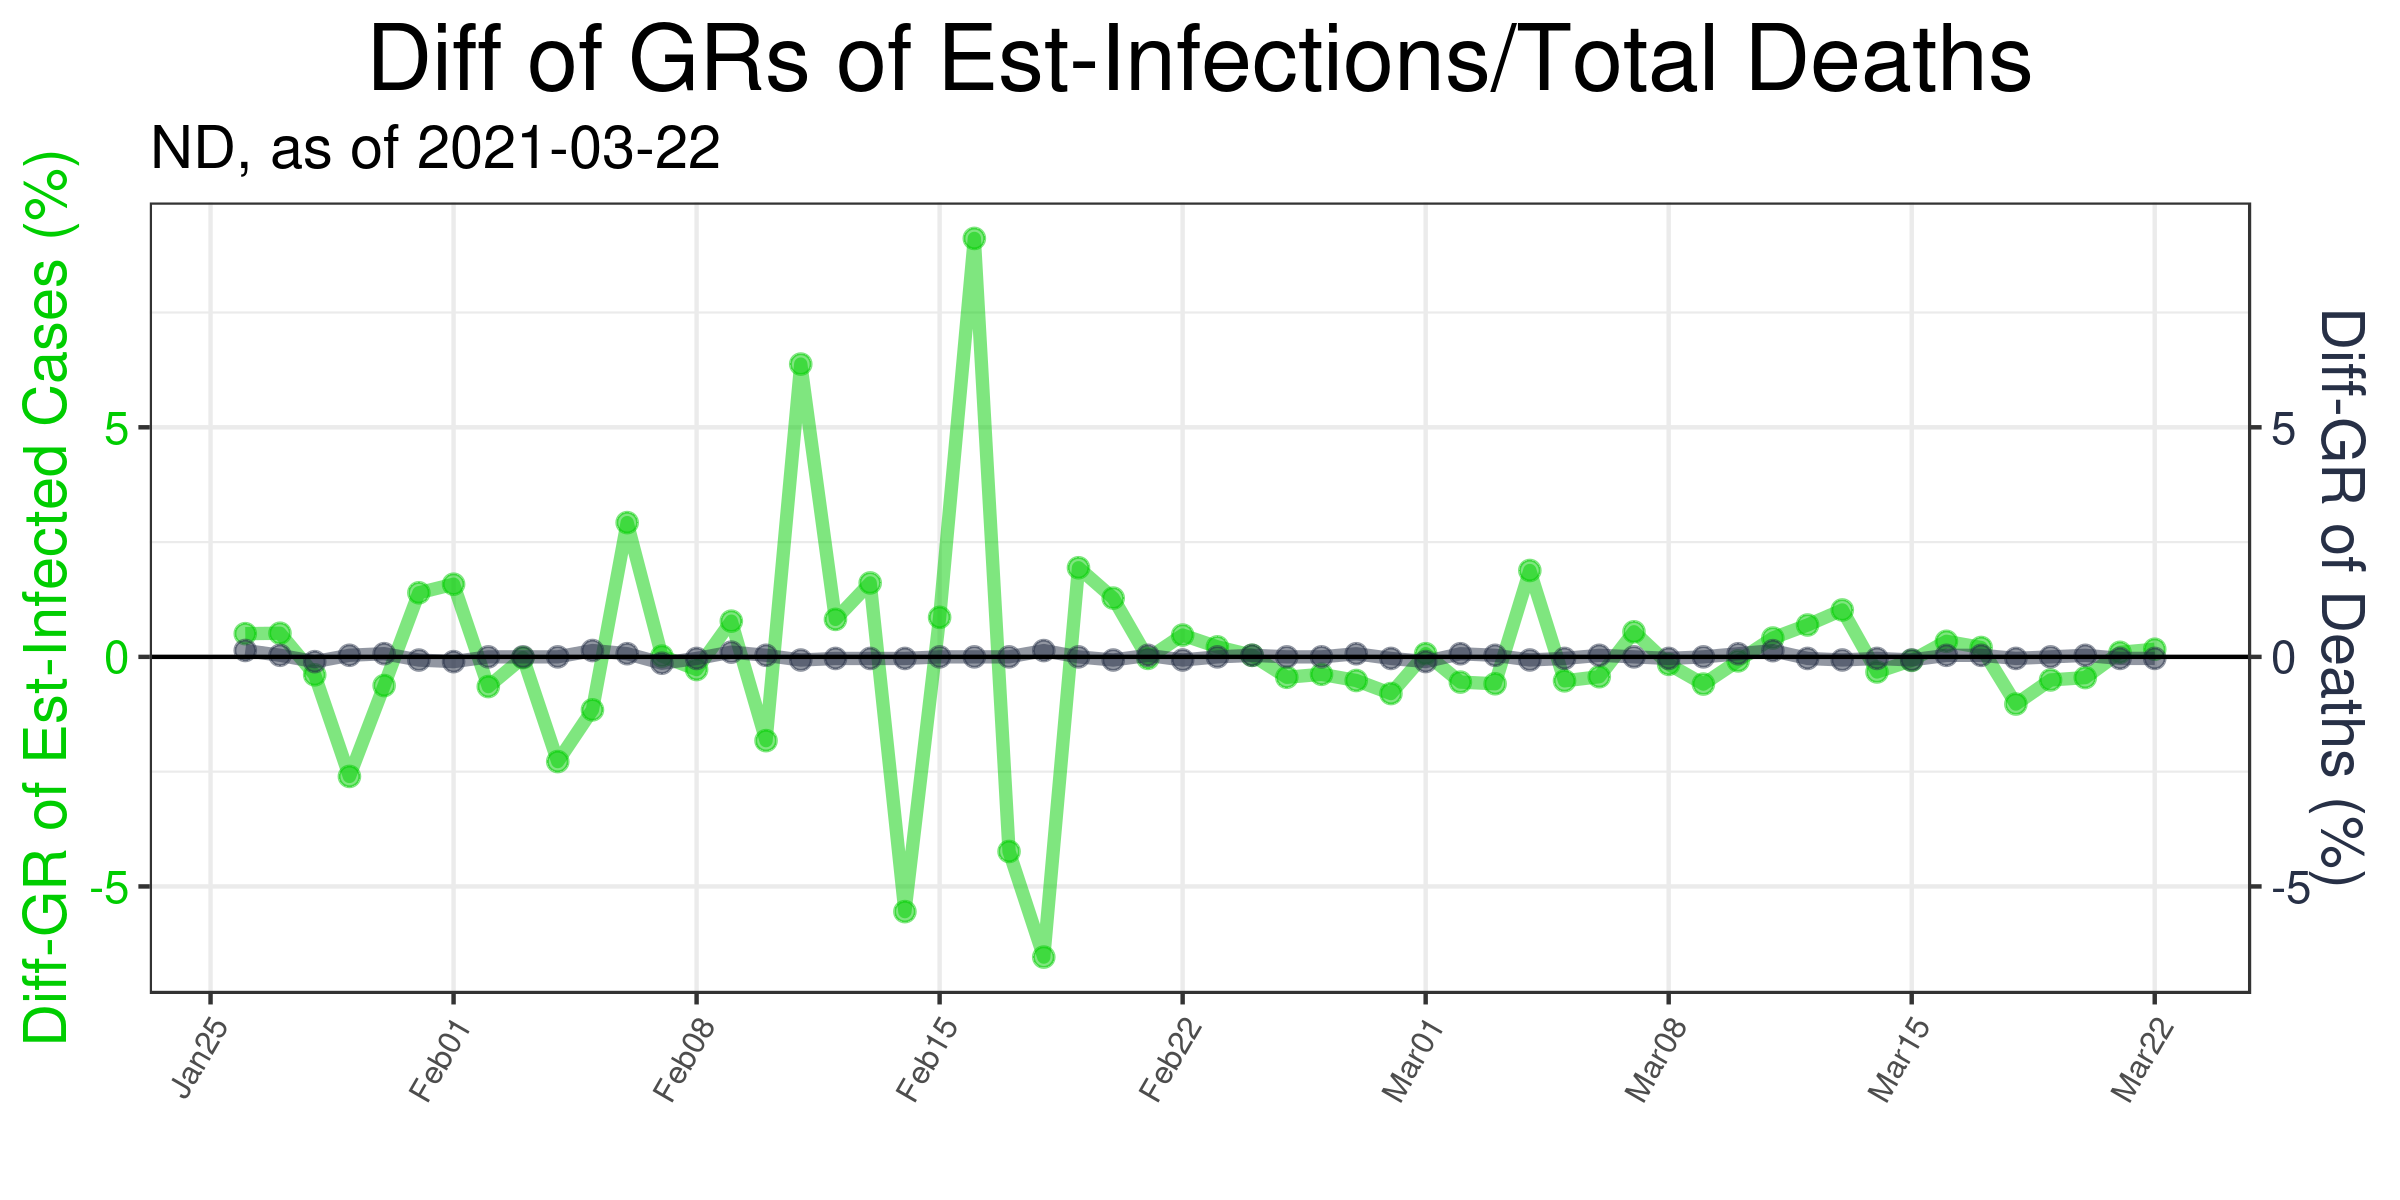 Diff of GRs of Est-Infections/Total Deaths
ND, as of 2021-03-22
Diff-GR of Est-Infected Cases (%)
5
0
-5
5
0
-5
Diff-GR of Deaths (%)
Jan25
Feb01
Feb08
Feb15
Feb22
Mar01
Mar08
Mar15
Mar22